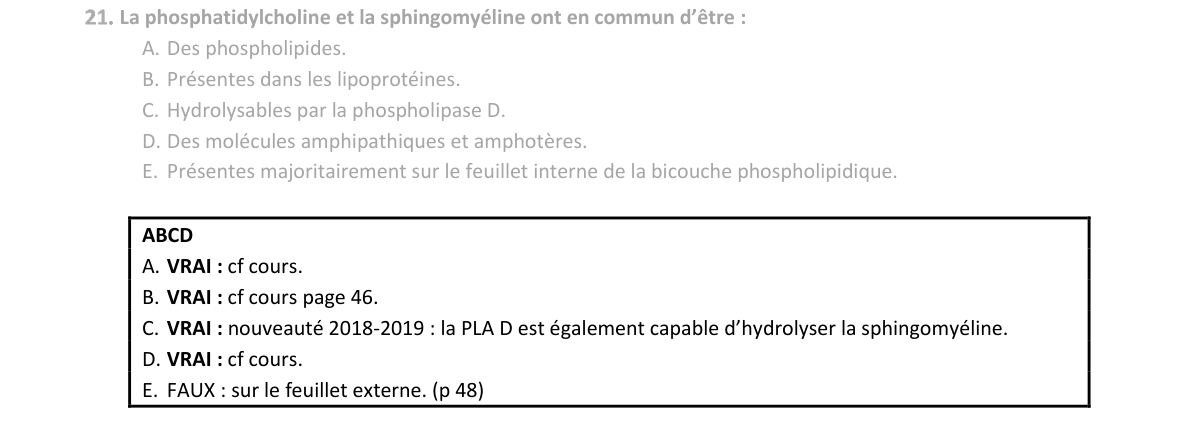 21. La phosphatidylcholine et la sphingomyéline ont en commun d’être :
A. Des phospholipides.
B. Présentes dans les lipoprotéines.
C. Hydrolysables par la phospholipase D.
D. Des molécules amphipathiques et amphotères.
E. Présentes majoritairement sur le feuillet interne de la bicouche phospholipidique.
ABCD
A. VRAI : cf cours.
B. VRAI : cf cours page 46.
C. VRAI : nouveauté 2018-2019 : la PLA D est également capable d’hydrolyser la sphingomyéline.
D. VRAI : cf cours.
E. FAUX : sur le feuillet externe. (p 48)